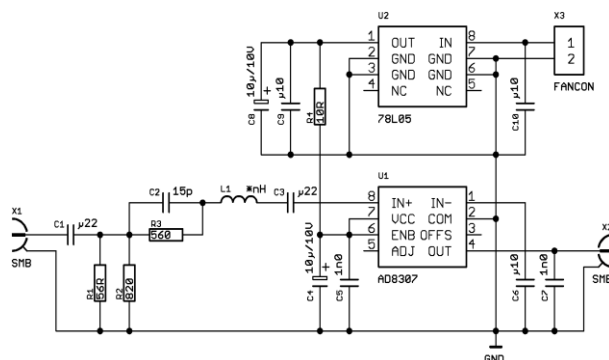 U2
X3
1 OUT IN 8
2 GND GND 7
3 GND GND 6
4 NC NC 5
78L05
1
2
FANCON
10µ/10V
+
C8
µ10
C9
R4
10R
C10
µ10
U1
8 IN+ IN- 1
7 VCC COM 2
6 ENB OFFS 3
5 ADJ OUT 4
AD8307
X1
SMB
C1 µ22
C2 15p
R3
560
L1 *nH
C3 µ22
R1
56R
R2
820
10µ/10V
+
C4
C5
1n0
C6
µ10
C7
1n0
SMB
GND